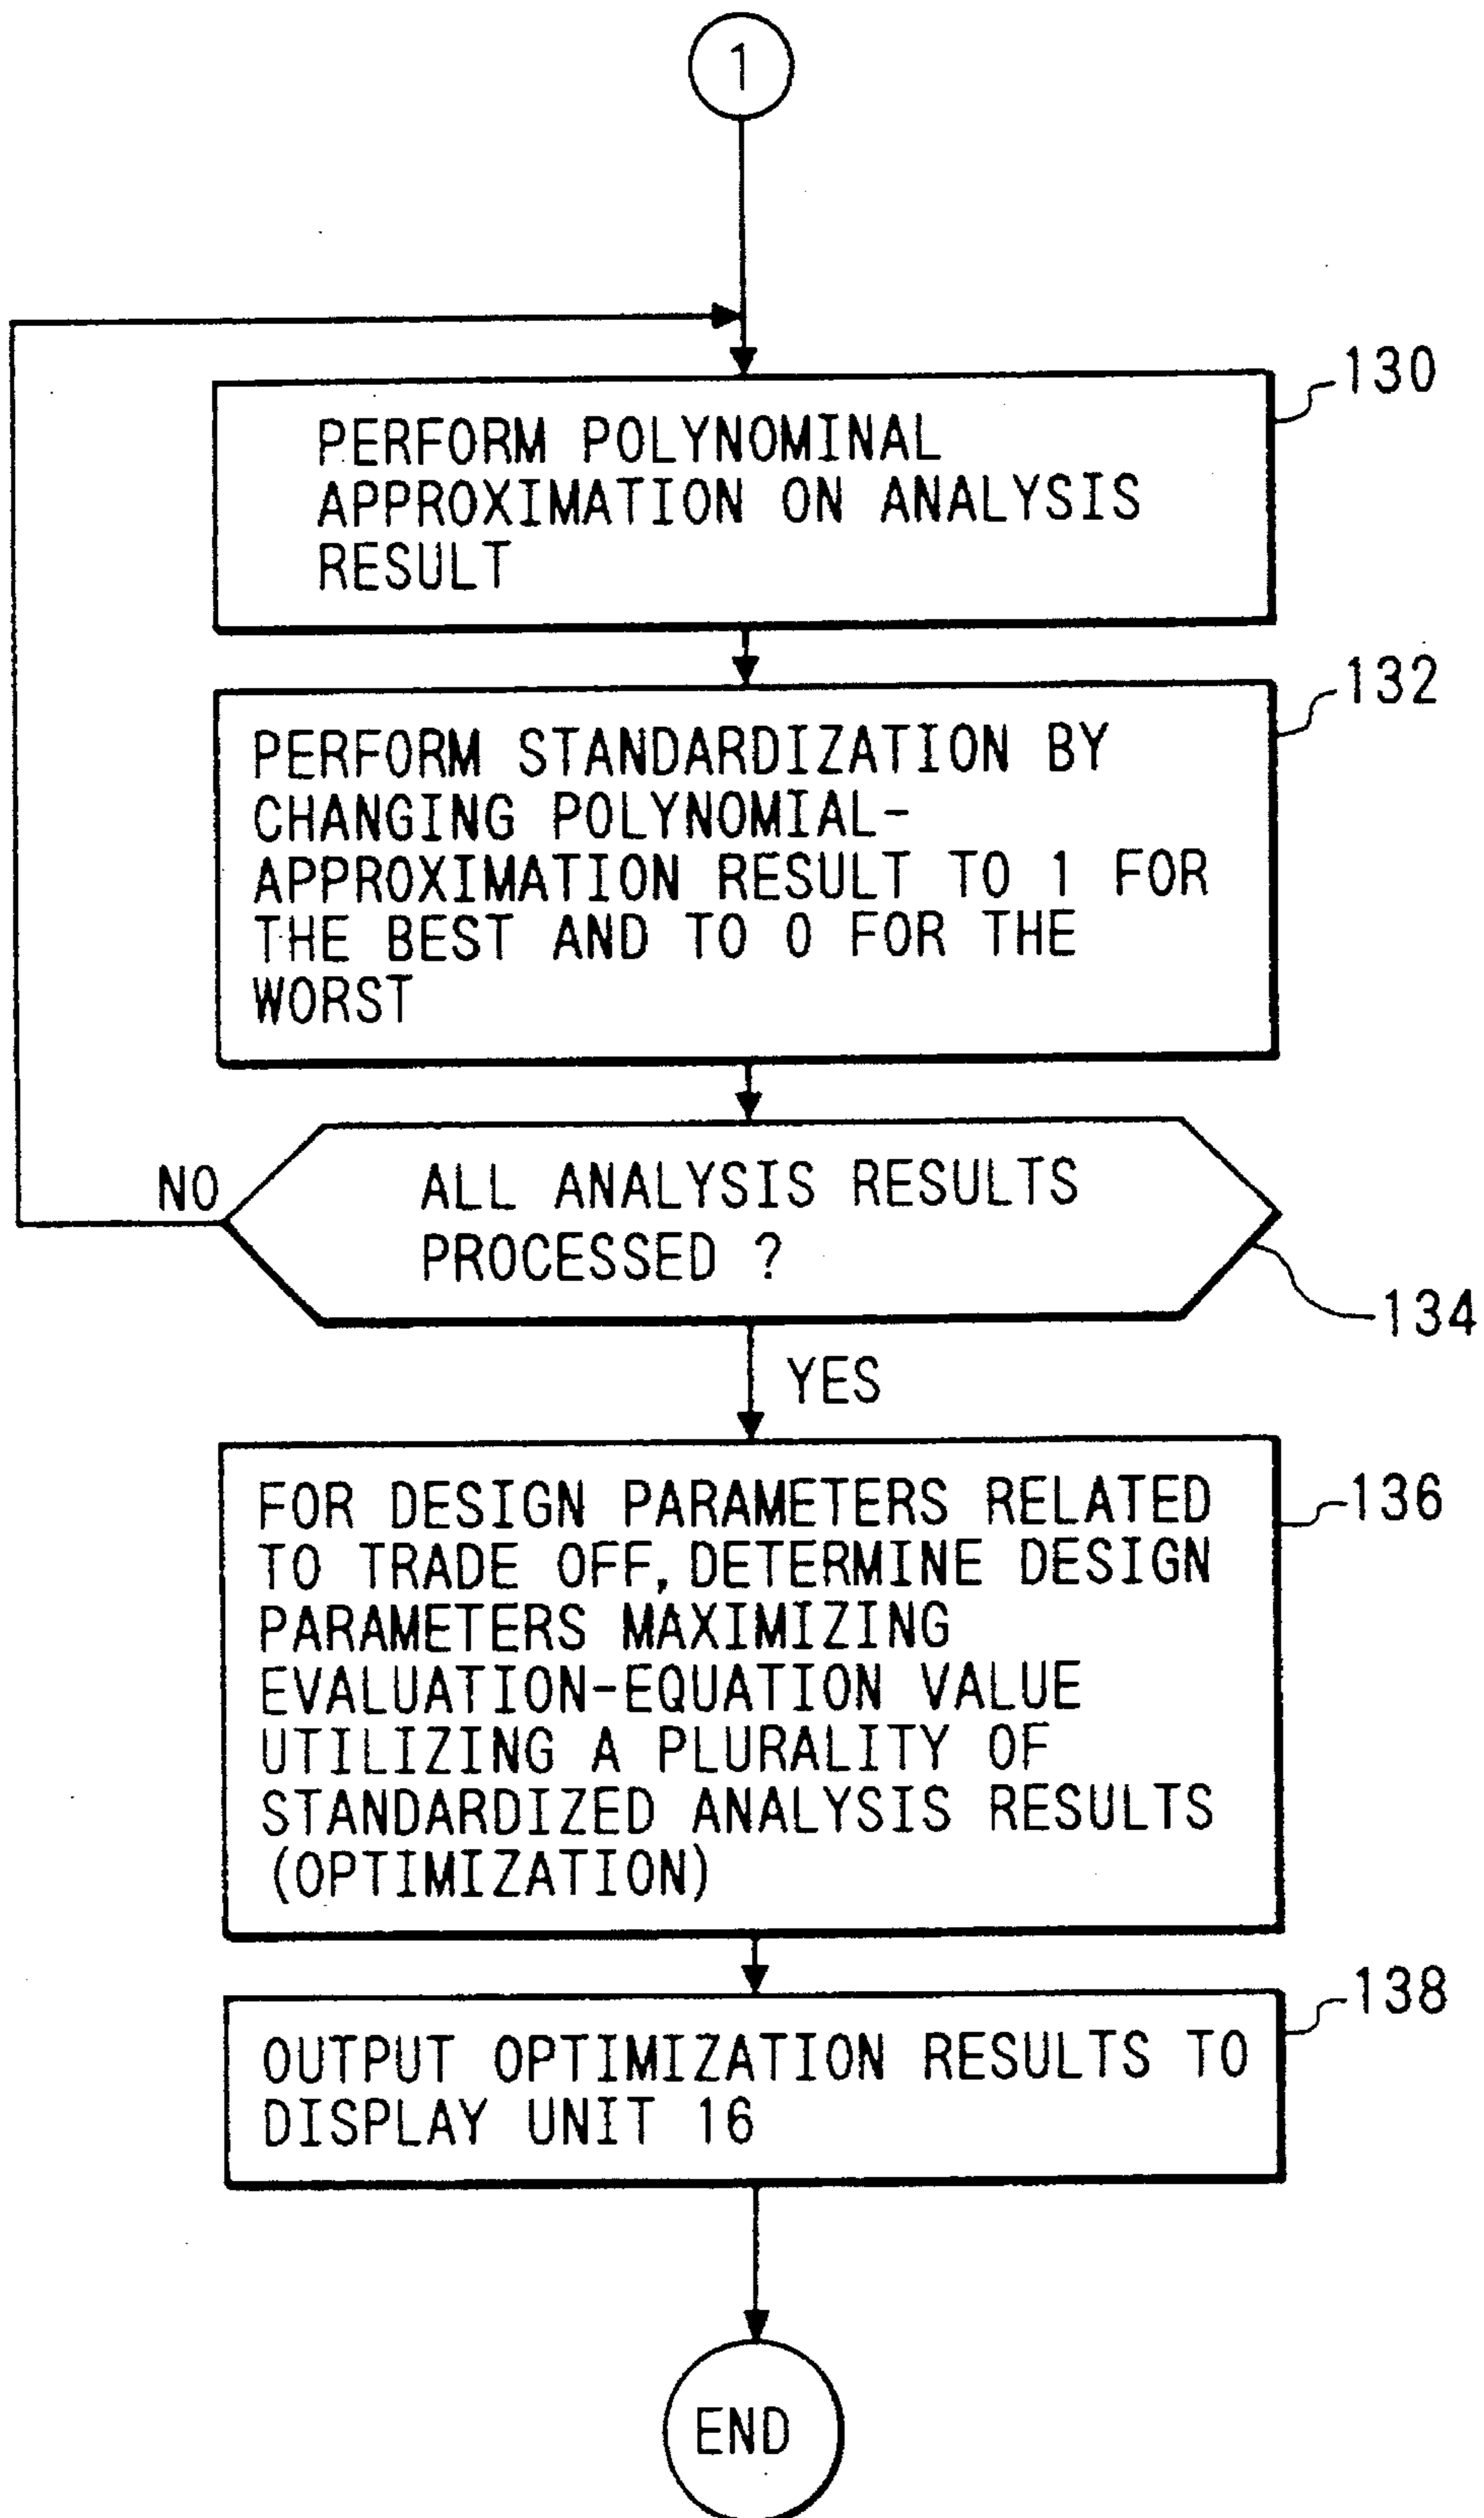 1
130
PERFORM POLYNOMINAL
APPROXIMATION ON ANALYSIS
RESULT
132
PERFORM STANDARDIZATION BY
CHANGING POLYNOMIAL-
APPROXIMATION RESULT TO 1 FOR
THE BEST AND TO 0 FOR THE
WORST
NO
ALL ANALYSIS RESULTS
PROCESSED ?
134
YES
136
FOR DESIGN PARAMETERS RELATED
TO TRADE OFF, DETERMINE DESIGN
PARAMETERS MAXIMIZING
EVALUATION-EQUATION VALUE
UTILIZING A PLURALITY OF
STANDARDIZED ANALYSIS RESULTS
(OPTIMIZATION)
138
OUTPUT OPTIMIZATION RESULTS TO
DISPLAY UNIT 16
END